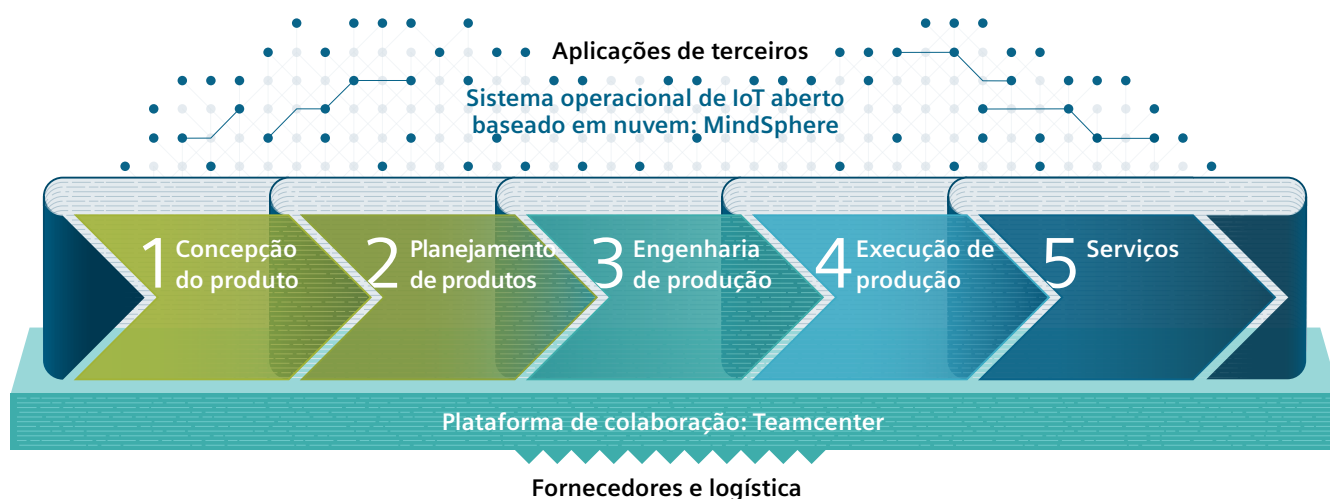 Aplicações de terceiros
Sistema operacional de IoT aberto
baseado em nuvem: MindSphere
1 Concepção
do produto
2 Planejamento
de produtos
3 Engenharia
de produção
4 Execução de
produção
5 Serviços
Plataforma de colaboração: Teamcenter
Fornecedores e logística